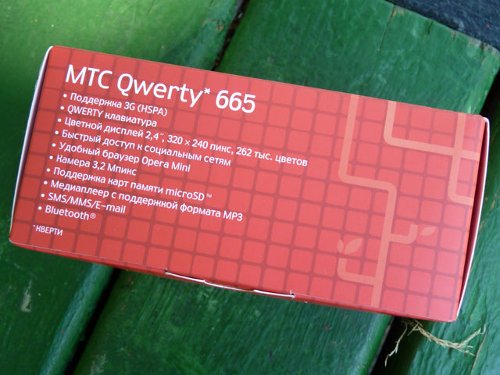 МТС Qwerty* 665
• Поддержка 3G (HSPA)
• QWERTY клавиатура
• Цветной дисплей 2,4˝, 320 x 240 пикс, 262 тыс. цветов
• Быстрый доступ к социальным сетям
• Удобный браузер Opera Mini
• Камера 3,2 Мпикс
• Поддержка карт памяти microSD™
• Медиаплеер с поддержкой формата MP3
• SMS/MMS/E-mail
• Bluetooth®
*КВЕРТИ